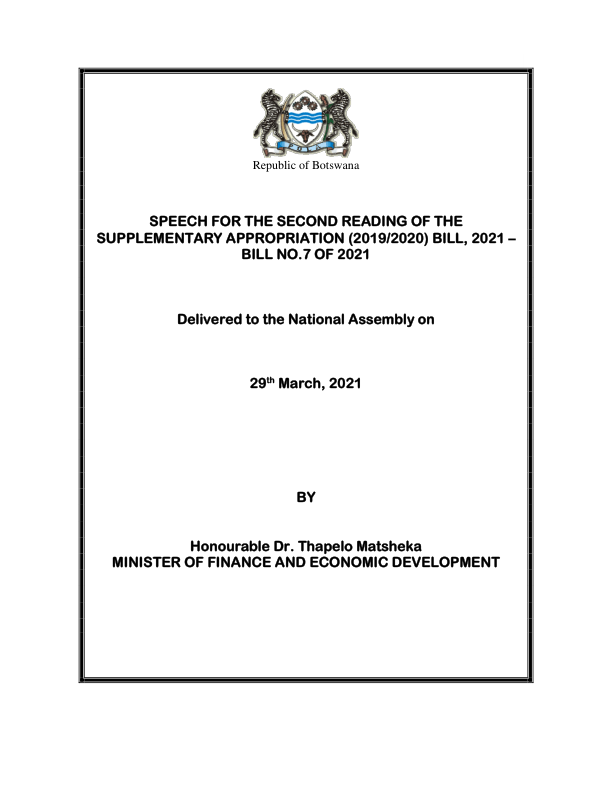 PULA
Republic of Botswana
SPEECH FOR THE SECOND READING OF THE
SUPPLEMENTARY APPROPRIATION (2019/2020) BILL, 2021 –
BILL NO.7 OF 2021
Delivered to the National Assembly on
29th March, 2021
BY
Honourable Dr. Thapelo Matsheka
MINISTER OF FINANCE AND ECONOMIC DEVELOPMENT